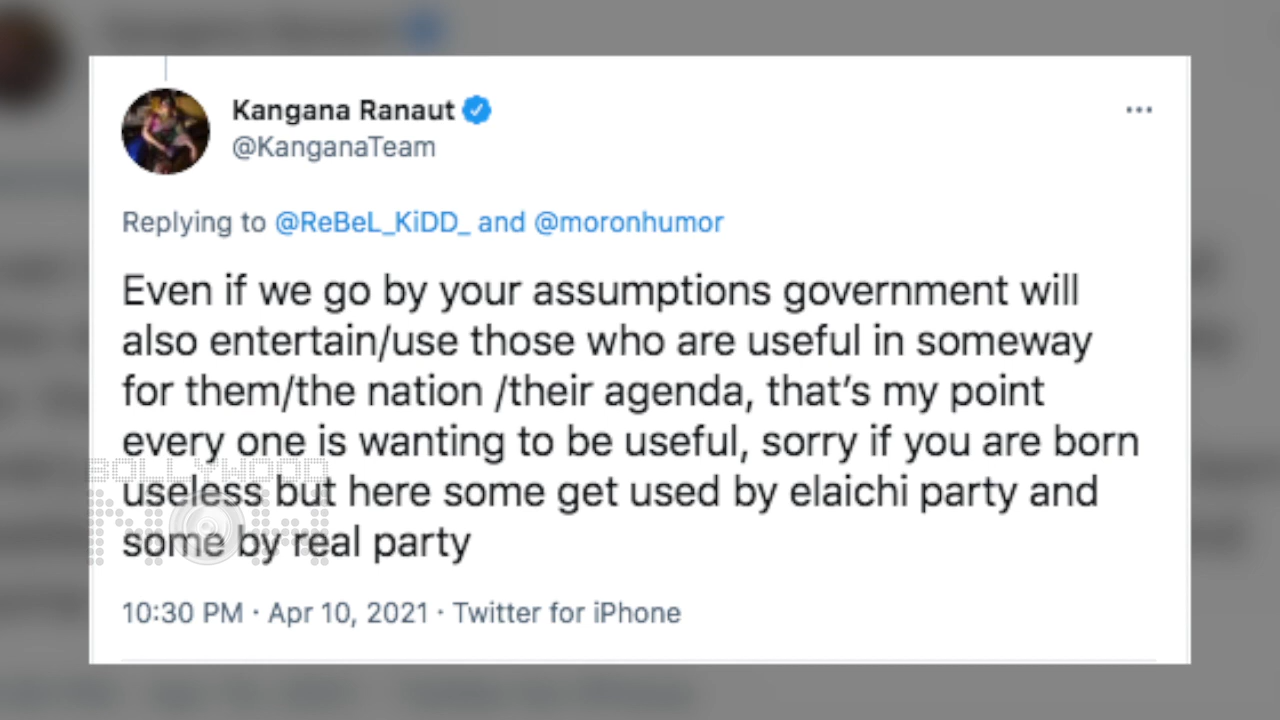 Kangana Ranaut
@KanganaTeam
Replying to @ReBeL_KiDD_ and @moronhumor
Even if we go by your assumptions government will
also entertain/use those who are useful in someway
for them/the nation /their agenda, that’s my point
every one is wanting to be useful, sorry if you are born
useless but here some get used by elaichi party and
some by real party
BOLLYWOOD
NOW
10:30 PM · Apr 10, 2021 · Twitter for iPhone